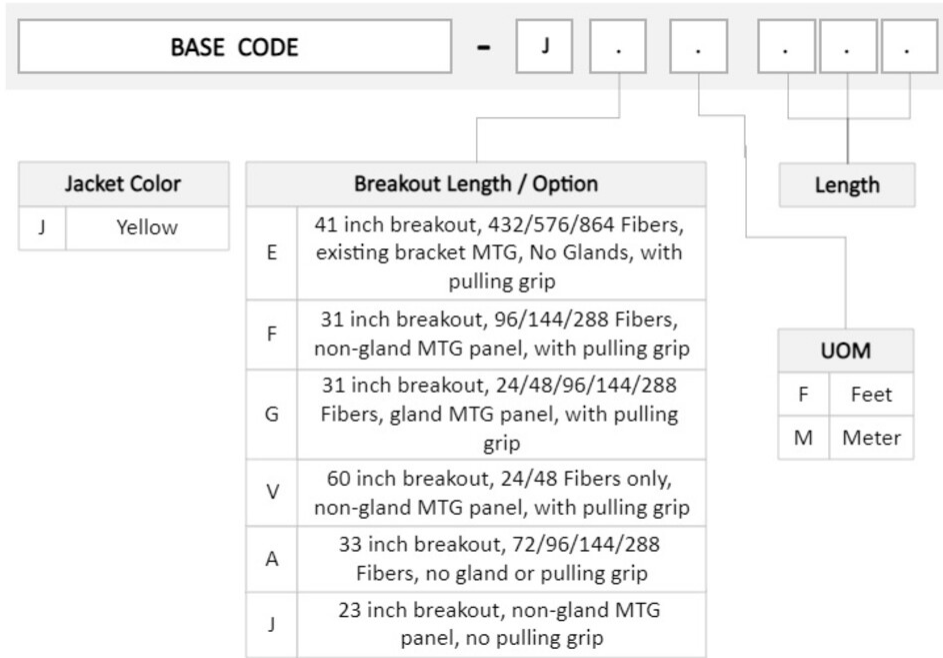 BASE CODE - J . . . . .
Jacket Color
J Yellow
Breakout Length / Option
E 41 inch breakout, 432/576/864 Fibers,
existing bracket MTG, No Glands, with
pulling grip
F 31 inch breakout, 96/144/288 Fibers,
non-gland MTG panel, with pulling grip
G 31 inch breakout, 24/48/96/144/288
Fibers, gland MTG panel, with pulling
grip
V 60 inch breakout, 24/48 Fibers only,
non-gland MTG panel, with pulling grip
A 33 inch breakout, 72/96/144/288
Fibers, no gland or pulling grip
J 23 inch breakout, non-gland MTG
panel, no pulling grip
Length
UOM
F Feet
M Meter